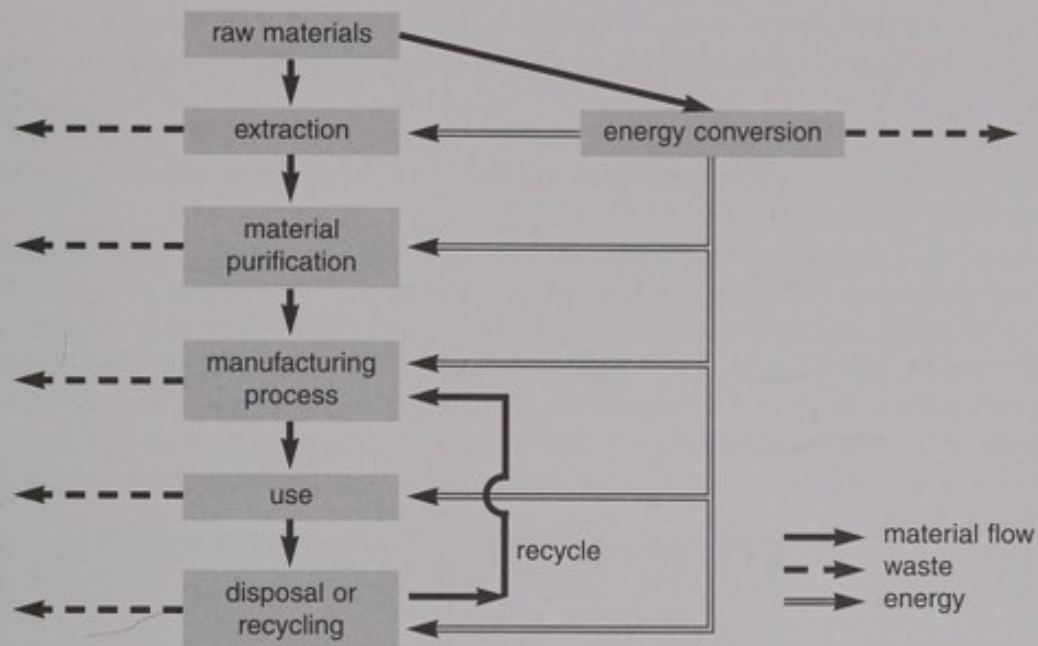 raw materials
extraction
energy conversion
material
purification
manufacturing
process
use
recycle
disposal or
recycling
material flow
waste
energy